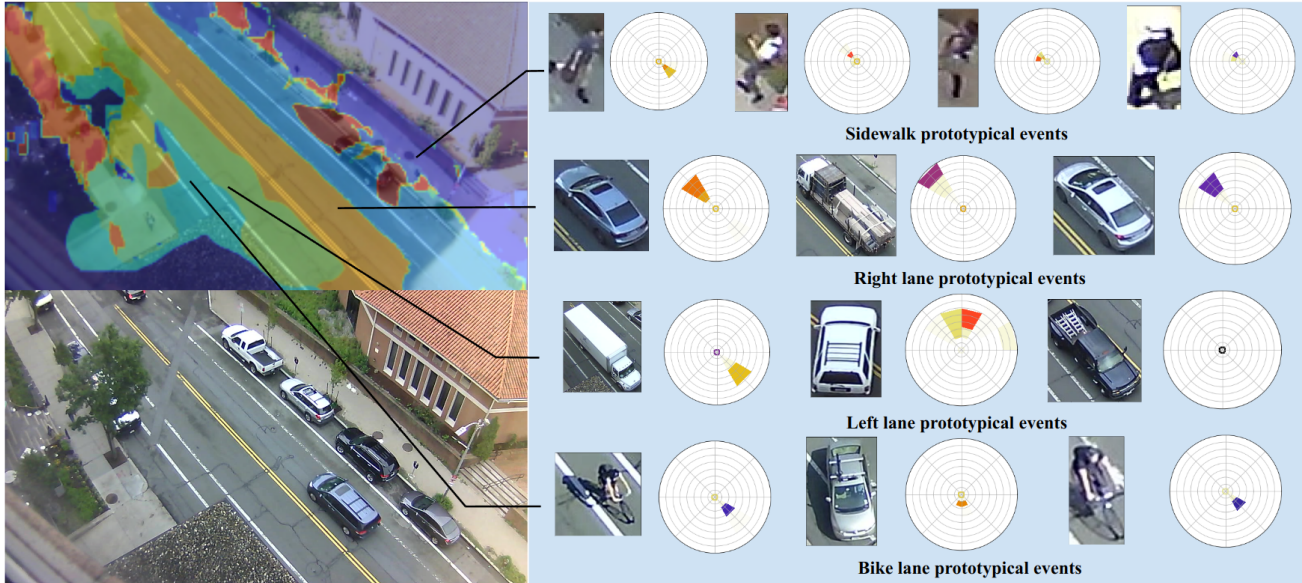 Sidewalk prototypical events
Right lane prototypical events
Left lane prototypical events
Bike lane prototypical events